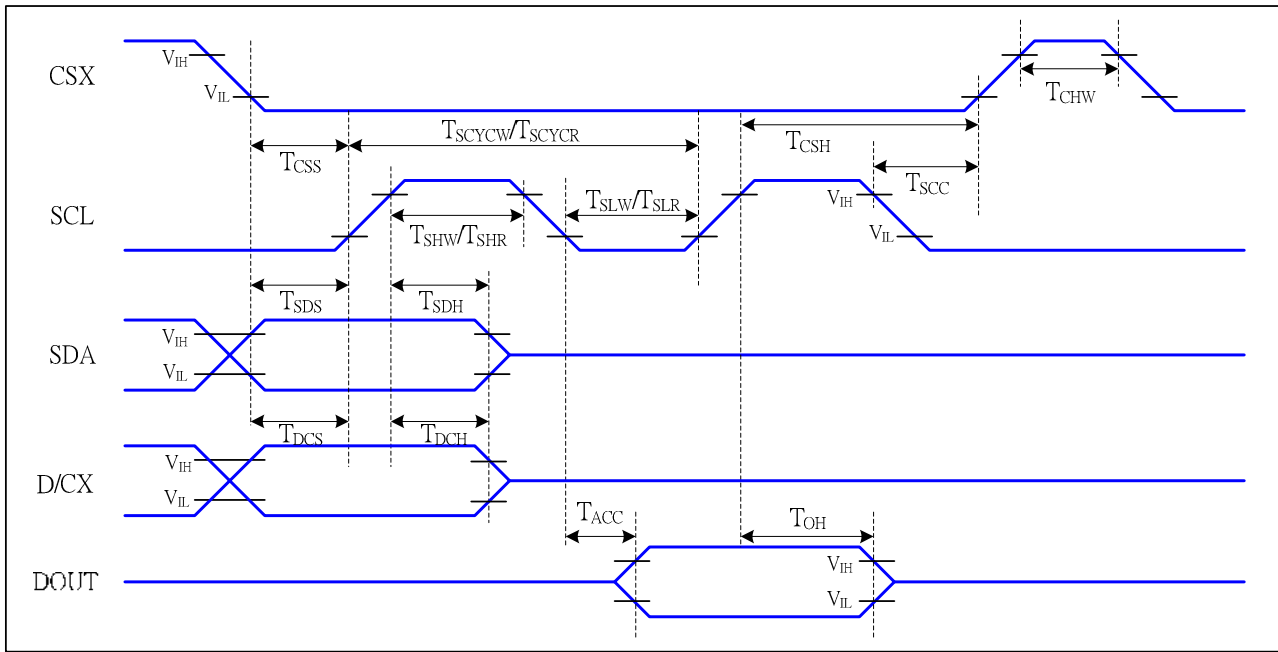 CSX
VIH
VIL
TCHW
TSCYCW/TSCYCR
TCSS
TCSH
TSCC
SCL
TSLW/TSLR
VIH
TSHW/TSHR
VIL
TSDS
TSDH
SDA
VIH
VIL
TDCS
TDCH
D/CX
VIH
VIL
TACC
TOH
DOUT
VIH
VIL